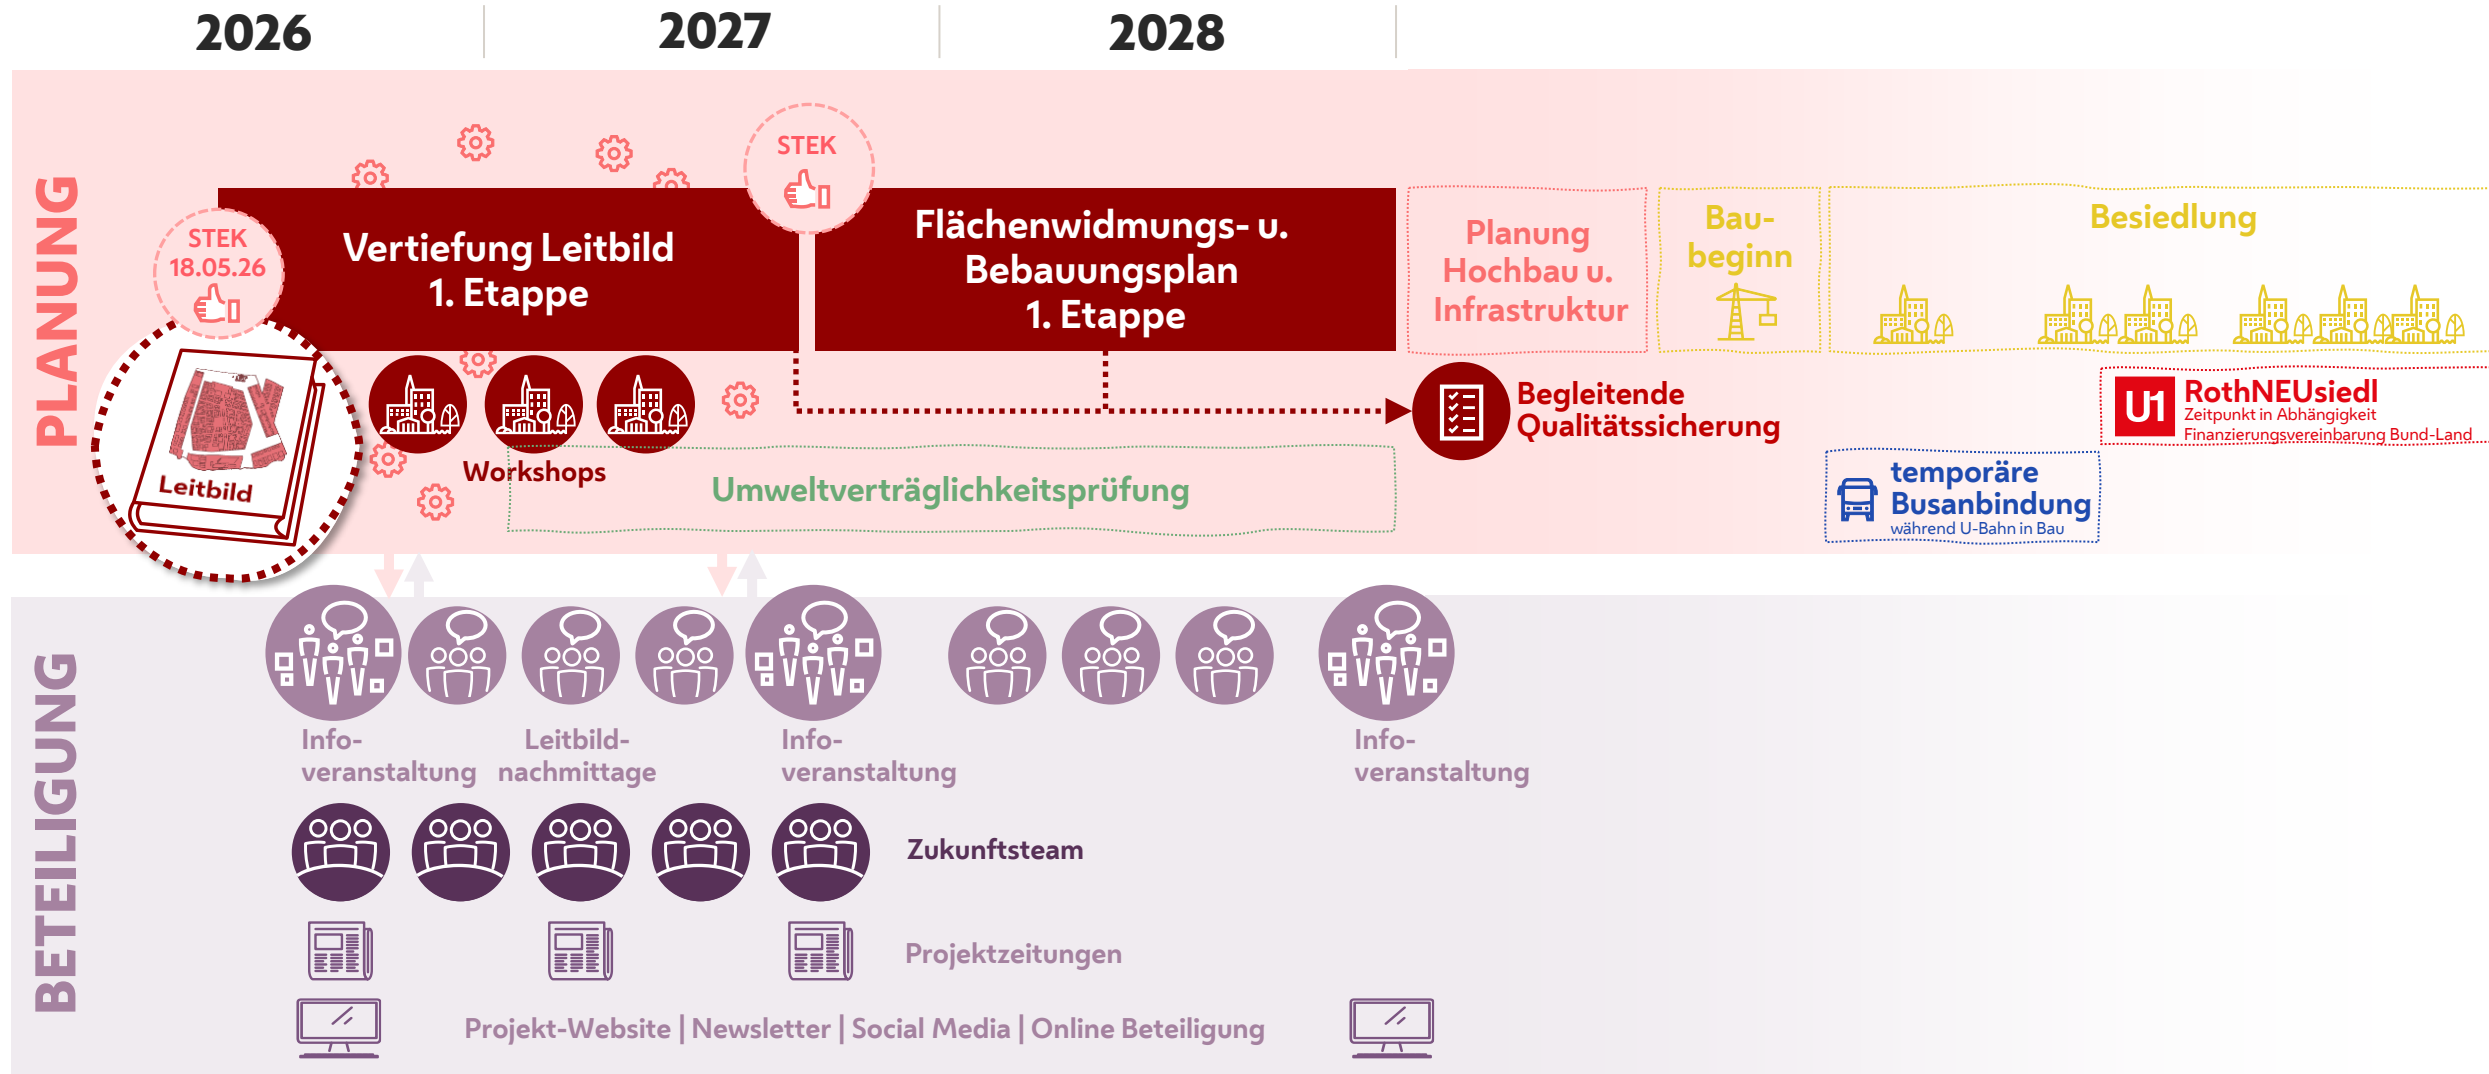 2026
2027
2028
PLANUNG
STEK
18.05.26
Vertiefung Leitbild
1. Etappe
STEK
Flächenwidmungs- u.
Bebauungsplan
1. Etappe
Planung
Hochbau u.
Infrastruktur
Bau-
beginn
Besiedlung
Leitbild
Workshops
Umweltverträglichkeitsprüfung
Begleitende
Qualitätssicherung
U1
RothNEUsiedl
Zeitpunkt in Abhängigkeit
Finanzierungsvereinbarung Bund-Land
temporäre
Busanbindung
während U-Bahn in Bau
BETEILIGUNG
Info-
veranstaltung
Leitbild-
nachmittage
Info-
veranstaltung
Info-
veranstaltung
Zukunftsteam
Projektzeitungen
Projekt-Website | Newsletter | Social Media | Online Beteiligung